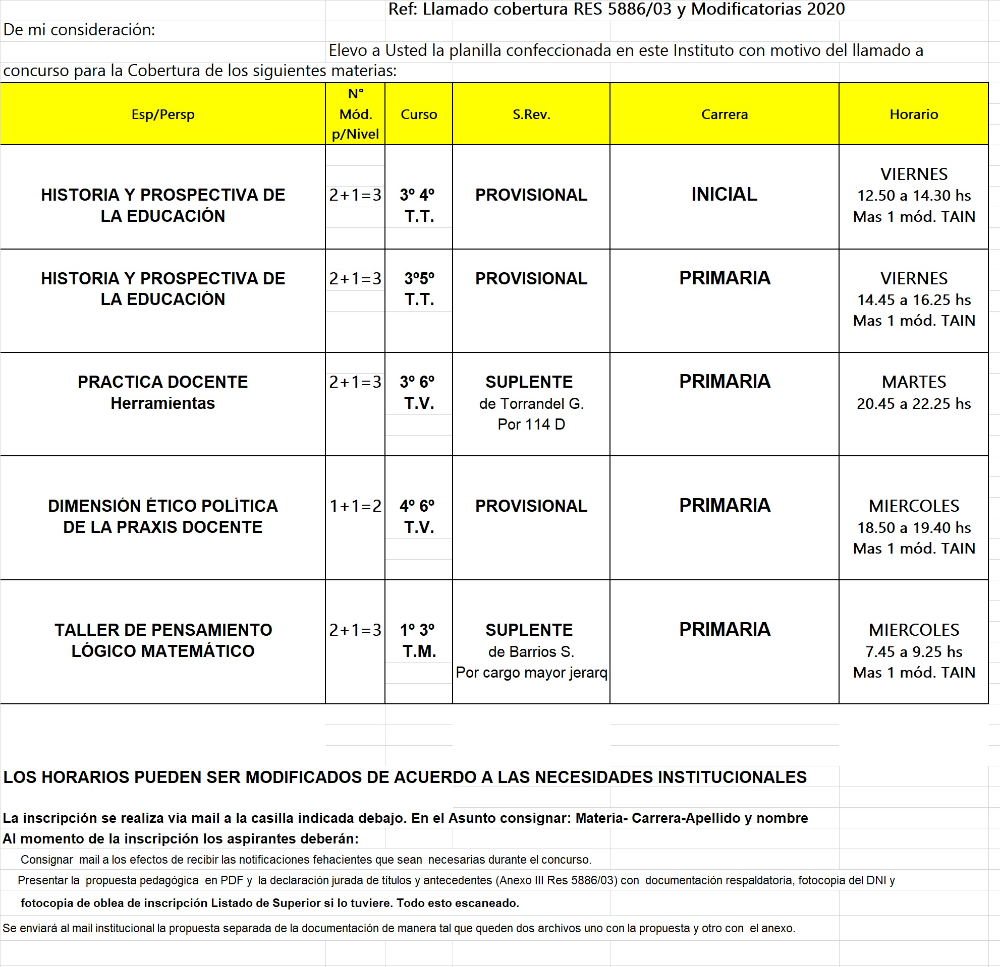 Ref: Llamado cobertura RES 5886/03 y Modificatorias 2020
De mi consideración:
Elevo a Usted la planilla confeccionada en este Instituto con motivo del llamado a
concurso para la Cobertura de los siguientes materias:
Esp/Persp
N°
Mód.
p/Nivel
Curso
S.Rev.
Carrera
Horario
HISTORIA Y PROSPECTIVA DE
LA EDUCACIÓN
2+1=3
3º 4º
T.T.
PROVISIONAL
INICIAL
VIERNES
12.50 a 14.30 hs
Mas 1 mód. TAIN
HISTORIA Y PROSPECTIVA DE
LA EDUCACIÓN
2+1=3
3º5º
T.T.
PROVISIONAL
PRIMARIA
VIERNES
14.45 a 16.25 hs
Mas 1 mód. TAIN
PRACTICA DOCENTE
Herramientas
2+1=3
3º 6º
T.V.
SUPLENTE
de Torrandel G.
Por 114 D
PRIMARIA
MARTES
20.45 a 22.25 hs
DIMENSIÓN ÉTICO POLÍTICA
DE LA PRAXIS DOCENTE
1+1=2
4º 6º
T.V.
PROVISIONAL
PRIMARIA
MIERCOLES
18.50 a 19.40 hs
Mas 1 mód. TAIN
TALLER DE PENSAMIENTO
LÓGICO MATEMÁTICO
2+1=3
1º 3º
T.M.
SUPLENTE
de Barrios S.
Por cargo mayor jerarq
PRIMARIA
MIERCOLES
7.45 a 9.25 hs
Mas 1 mód. TAIN
LOS HORARIOS PUEDEN SER MODIFICADOS DE ACUERDO A LAS NECESIDADES INSTITUCIONALES
La inscripción se realiza via mail a la casilla indicada debajo. En el Asunto consignar: Materia- Carrera-Apellido y nombre
Al momento de la inscripción los aspirantes deberán:
Consignar mail a los efectos de recibir las notificaciones fehacientes que sean necesarias durante el concurso.
Presentar la propuesta pedagógica en PDF y la declaración jurada de títulos y antecedentes (Anexo III Res 5886/03) con documentación respaldatoria, fotocopia del DNI y
fotocopia de oblea de inscripción Listado de Superior si lo tuviere. Todo esto escaneado.
Se enviará al mail institucional la propuesta separada de la documentación de manera tal que queden dos archivos uno con la propuesta y otro con el anexo.